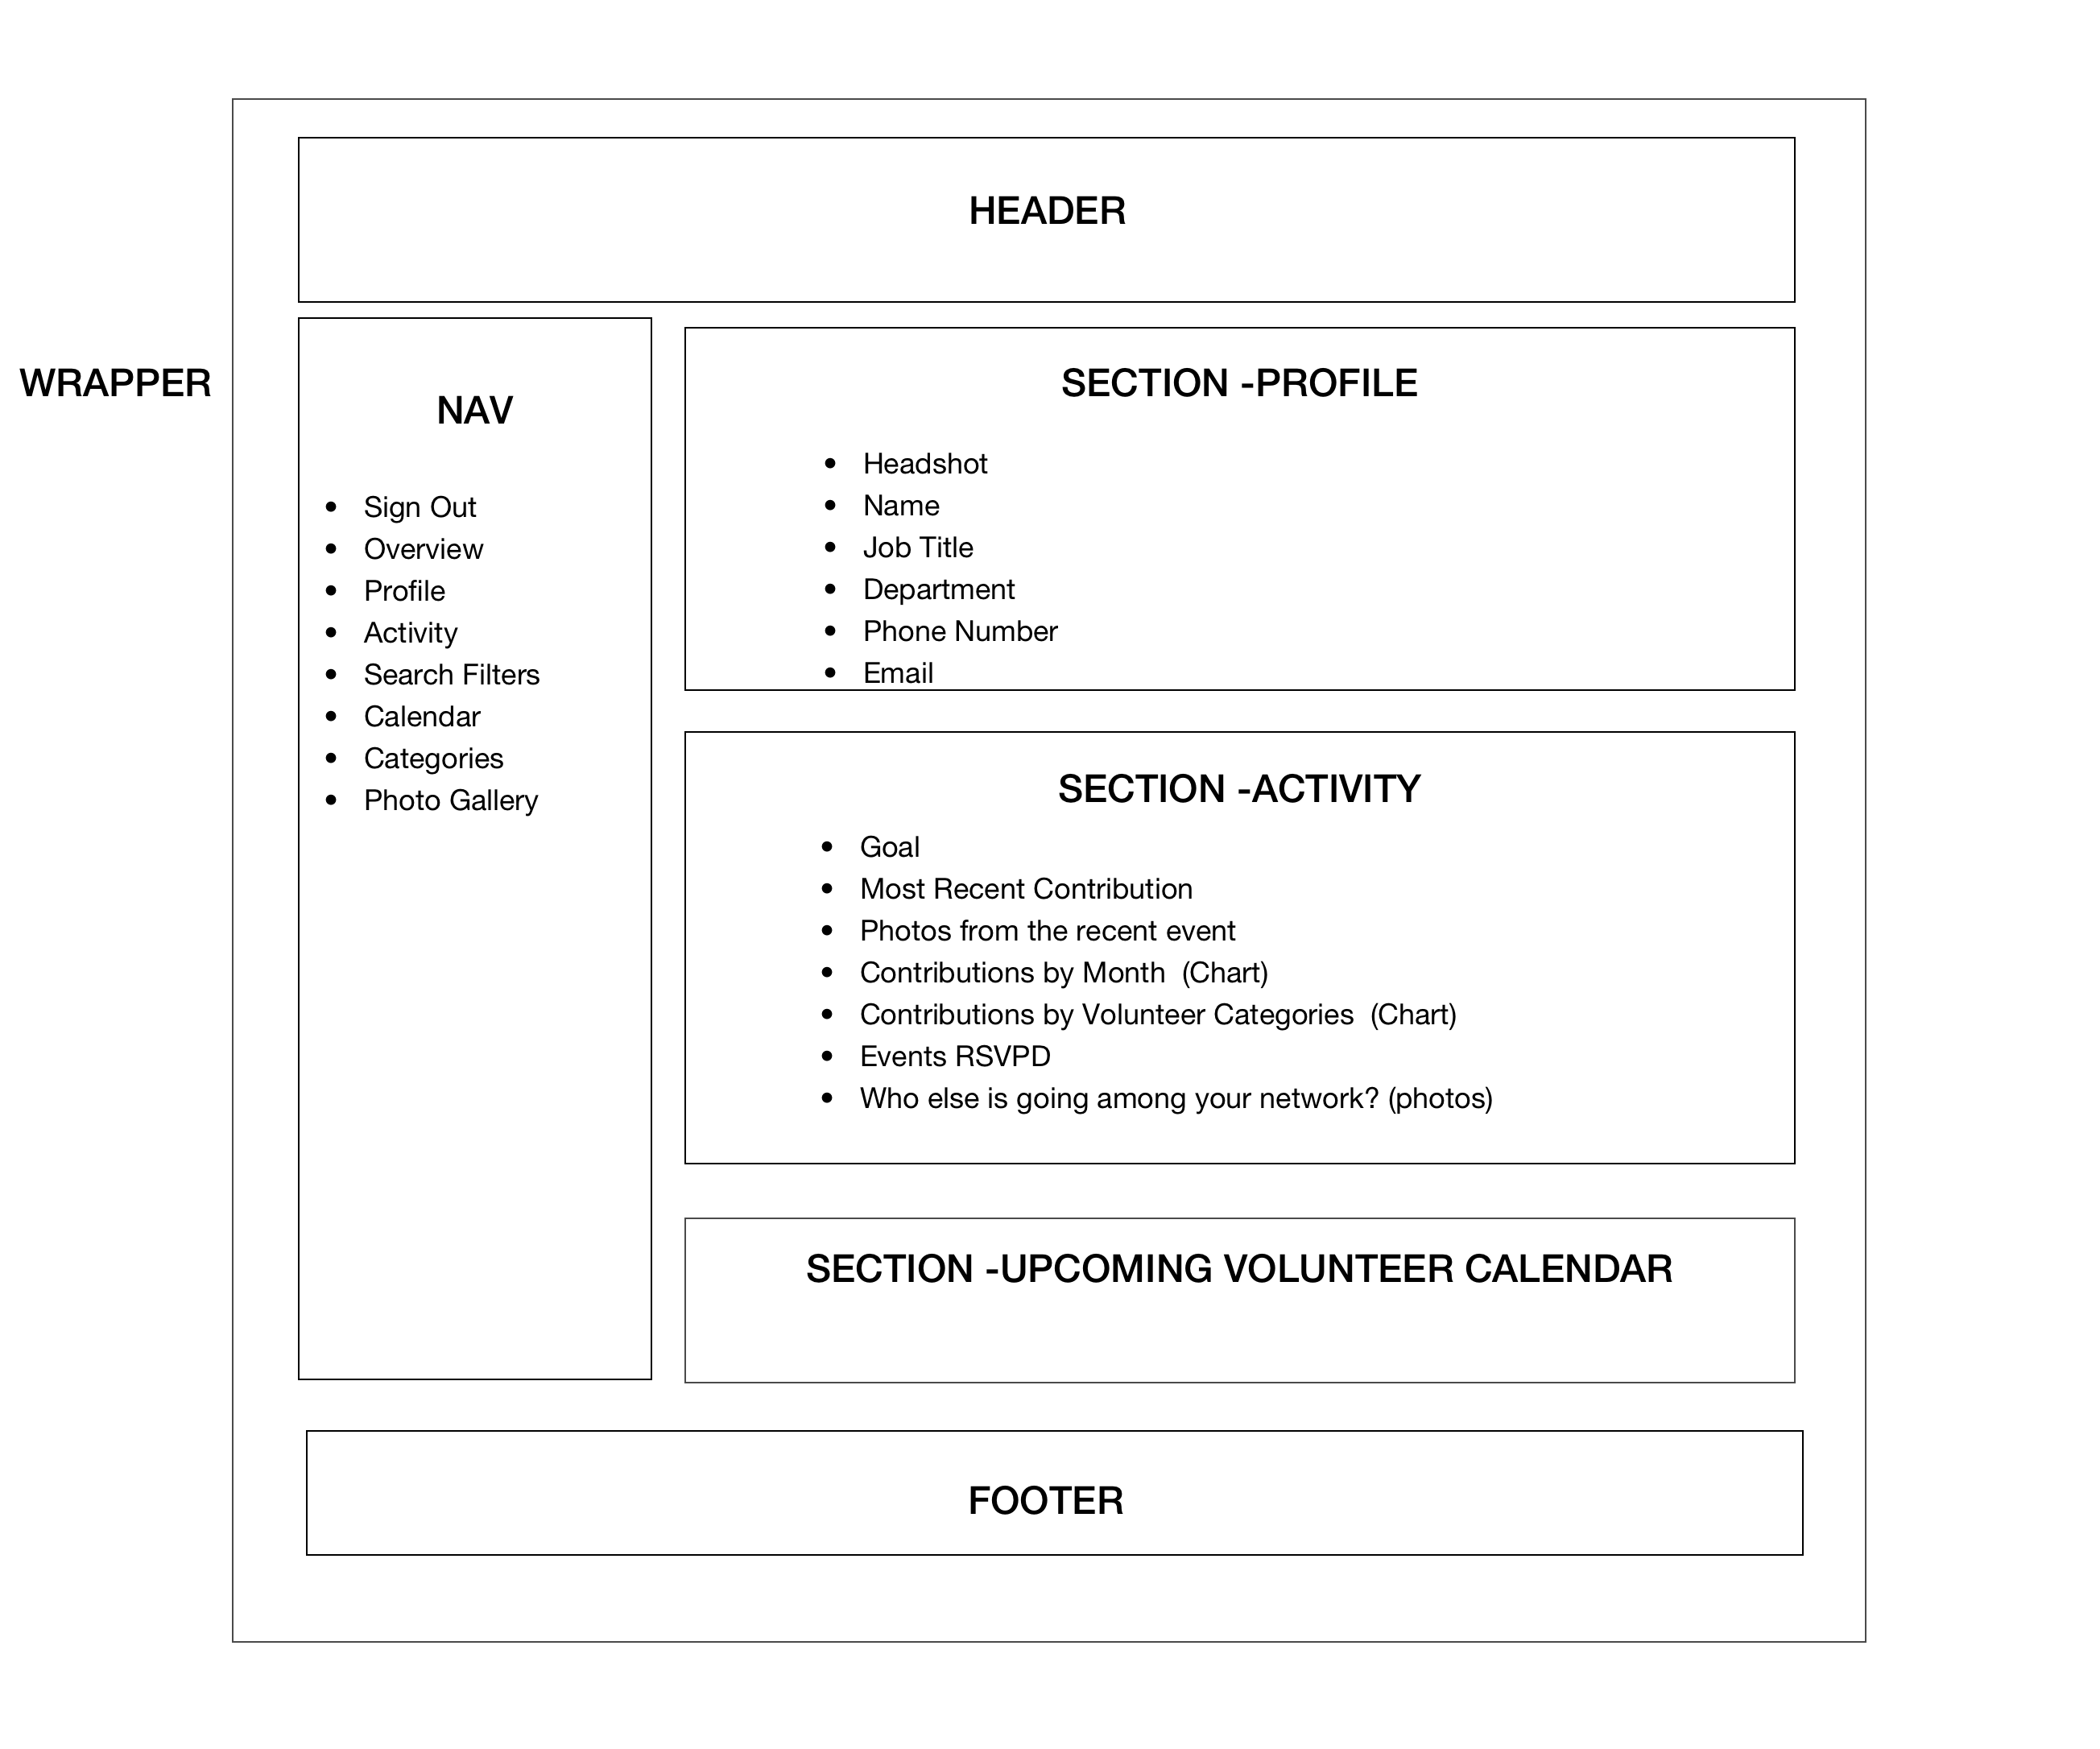 HEADER
WRAPPER
NAV
• Sign Out
• Overview
• Profile
• Activity
• Search Filters
• Calendar
• Categories
• Photo Gallery
SECTION -PROFILE
• Headshot
• Name
• Job Title
• Department
• Phone Number
• Email
SECTION -ACTIVITY
• Goal
• Most Recent Contribution
• Photos from the recent event
• Contributions by Month  (Chart)
• Contributions by Volunteer Categories  (Chart)
• Events RSVPD
• Who else is going among your network? (photos)
SECTION -UPCOMING VOLUNTEER CALENDAR
FOOTER